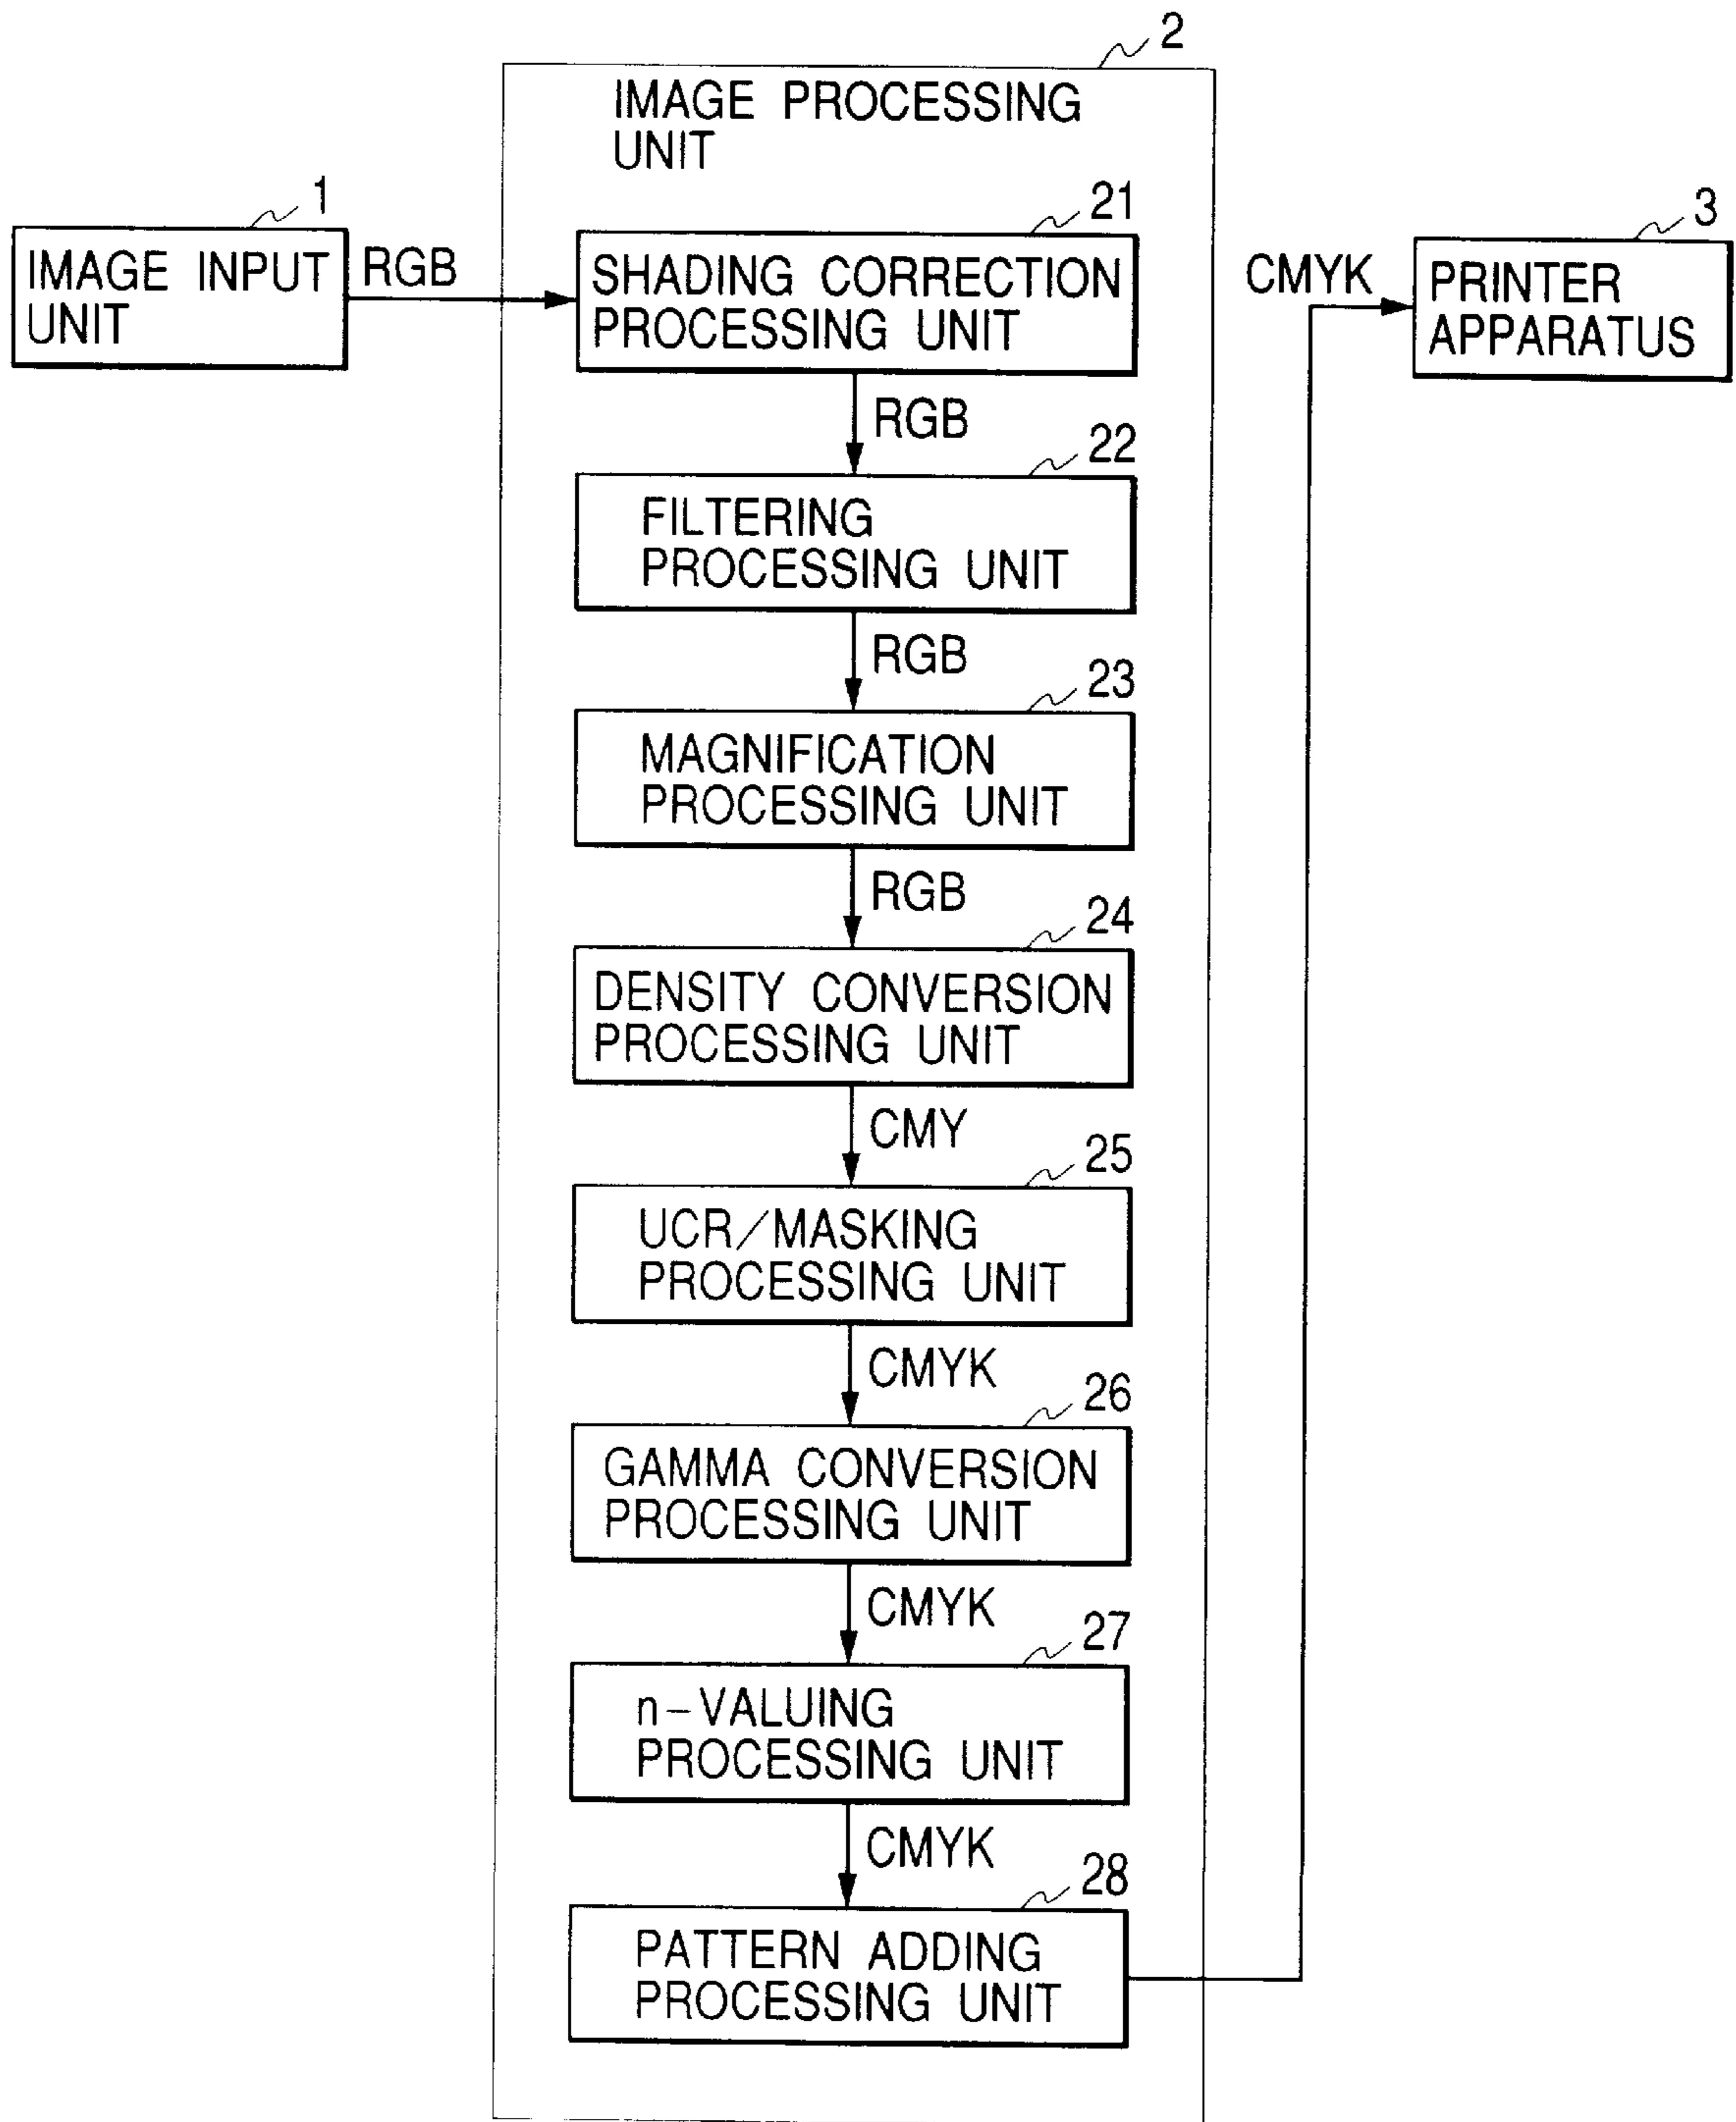 2
IMAGE PROCESSING
UNIT
1
IMAGE INPUT
UNIT
RGB
21
SHADING CORRECTION
PROCESSING UNIT
CMYK
3
PRINTER
APPARATUS
RGB
22
FILTERING
PROCESSING UNIT
RGB
23
MAGNIFICATION
PROCESSING UNIT
RGB
24
DENSITY CONVERSION
PROCESSING UNIT
CMY
25
UCR/MASKING
PROCESSING UNIT
CMYK
26
GAMMA CONVERSION
PROCESSING UNIT
CMYK
27
n-VALUING
PROCESSING UNIT
CMYK
28
PATTERN ADDING
PROCESSING UNIT